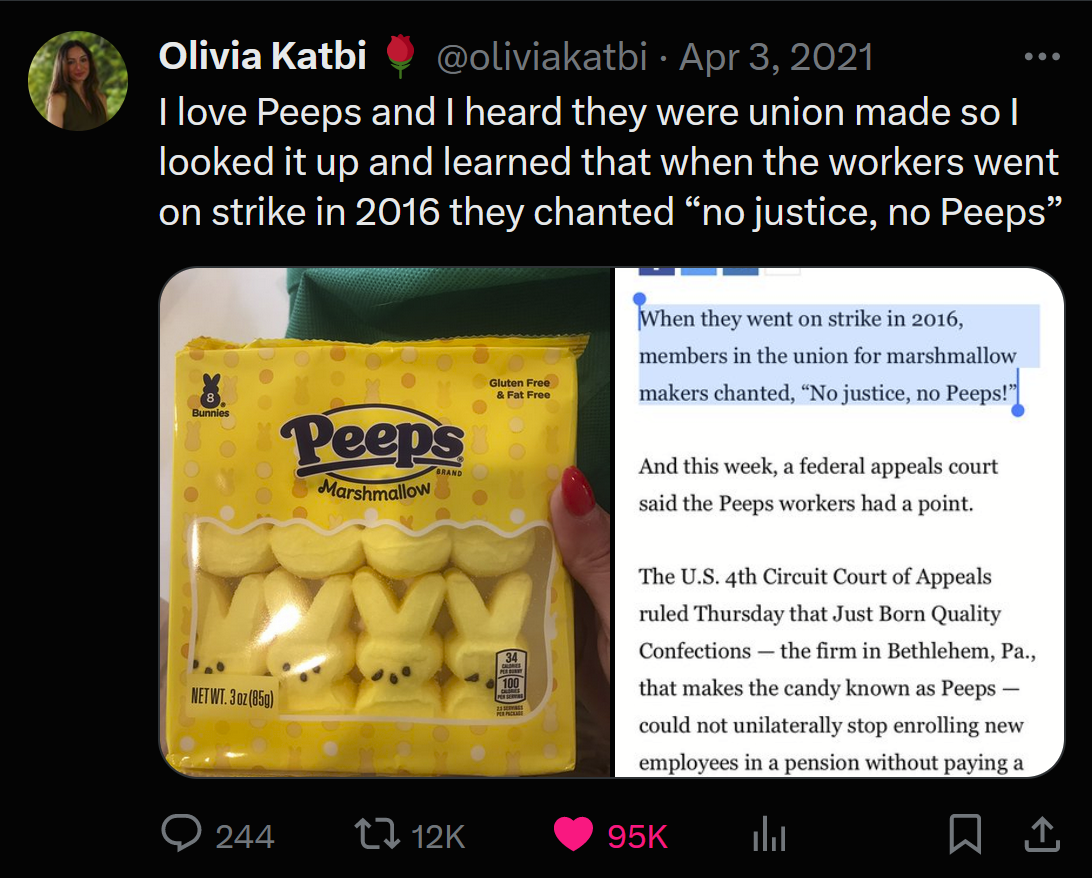 Olivia Katbi 🌹 @oliviakatbi · Apr 3, 2021
I love Peeps and I heard they were union made so I
looked it up and learned that when the workers went
on strike in 2016 they chanted “no justice, no Peeps”
8
Bunnies
Gluten Free
& Fat Free
Peeps®
BRAND
Marshmallow
34
CALORIES
PER BUNNY
100
CALORIES
PER SERVING
PER PACKAGE
NET WT. 3 oz (85g)
When they went on strike in 2016,
members in the union for marshmallow
makers chanted, “No justice, no Peeps!”
And this week, a federal appeals court
said the Peeps workers had a point.
The U.S. 4th Circuit Court of Appeals
ruled Thursday that Just Born Quality
Confections — the firm in Bethlehem, Pa.,
that makes the candy known as Peeps —
could not unilaterally stop enrolling new
employees in a pension without paying a
244 12K 95K